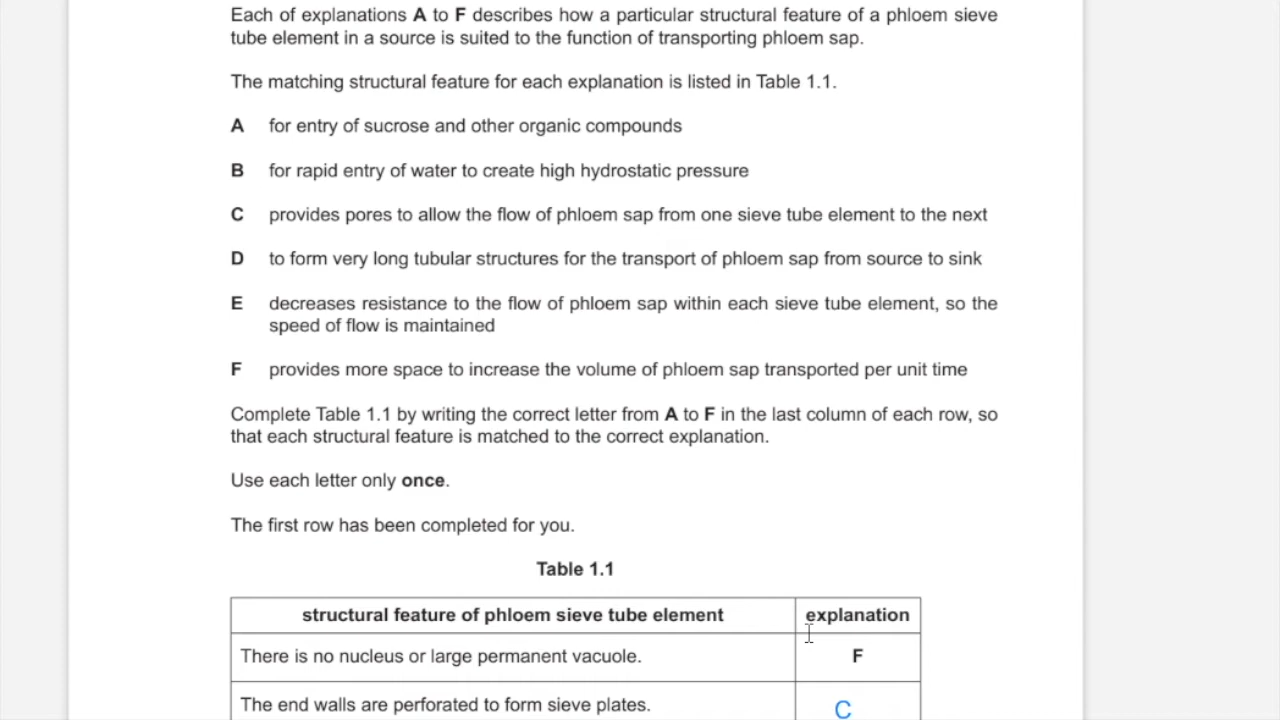 Each of explanations A to F describes how a particular structural feature of a phloem sieve
tube element in a source is suited to the function of transporting phloem sap.
The matching structural feature for each explanation is listed in Table 1.1.
A for entry of sucrose and other organic compounds
B for rapid entry of water to create high hydrostatic pressure
C provides pores to allow the flow of phloem sap from one sieve tube element to the next
D to form very long tubular structures for the transport of phloem sap from source to sink
E decreases resistance to the flow of phloem sap within each sieve tube element, so the
speed of flow is maintained
F provides more space to increase the volume of phloem sap transported per unit time
Complete Table 1.1 by writing the correct letter from A to F in the last column of each row, so
that each structural feature is matched to the correct explanation.
Use each letter only once.
The first row has been completed for you.
Table 1.1
structural feature of phloem sieve tube element explanation
There is no nucleus or large permanent vacuole. F
The end walls are perforated to form sieve plates. C